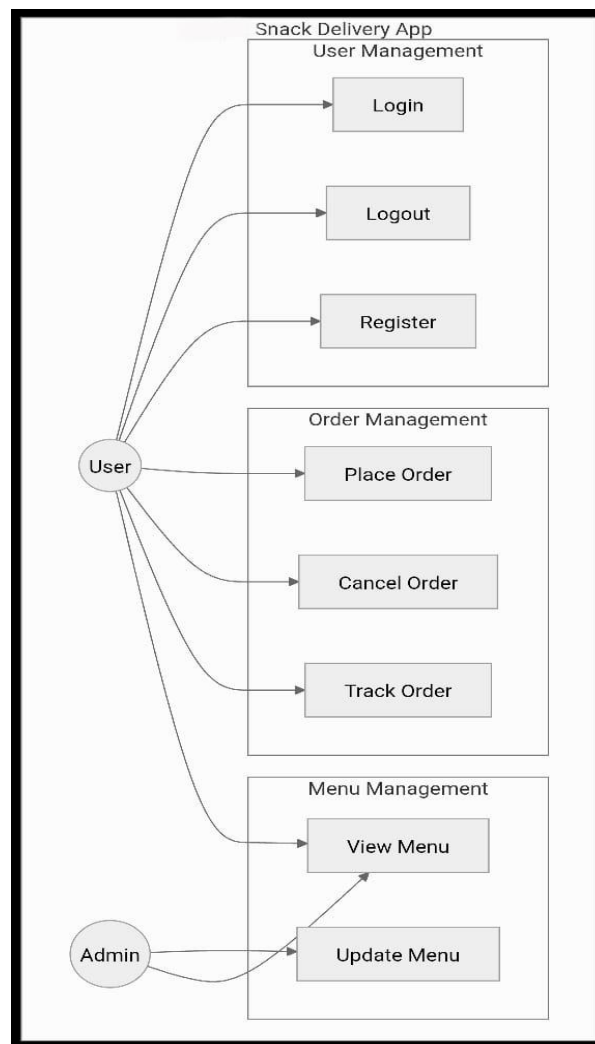 Snack Delivery App
User Management
Login
Logout
Register
User
Order Management
Place Order
Cancel Order
Track Order
Menu Management
View Menu
Admin
Update Menu